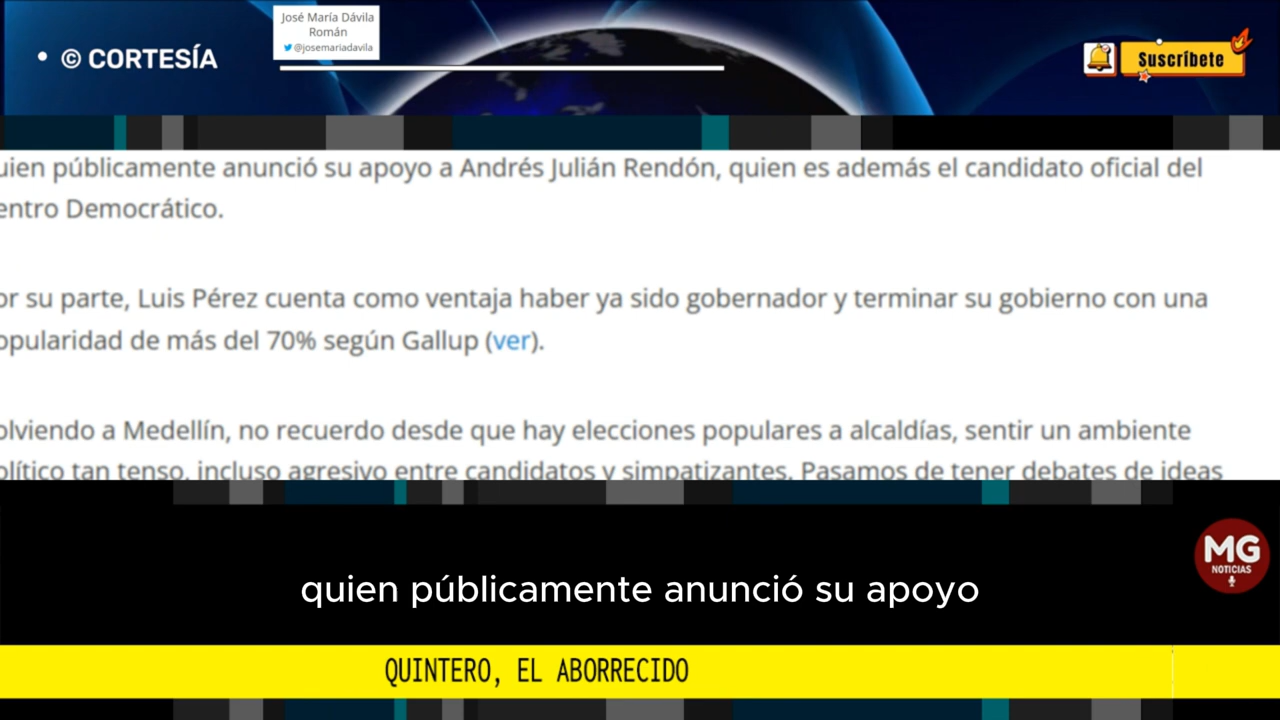 José María Dávila
Román
@josemariadavila
• © CORTESÍA
Suscríbete
uien públicamente anunció su apoyo a Andrés Julián Rendón, quien es además el candidato oficial del
entro Democrático.
or su parte, Luis Pérez cuenta como ventaja haber ya sido gobernador y terminar su gobierno con una
opularidad de más del 70% según Gallup (ver).
olviendo a Medellín, no recuerdo desde que hay elecciones populares a alcaldías, sentir un ambiente
olítico tan tenso, incluso agresivo entre candidatos y simpatizantes. Pasamos de tener debates de ideas
MG
NOTICIAS
quien públicamente anunció su apoyo
QUINTERO, EL ABORRECIDO